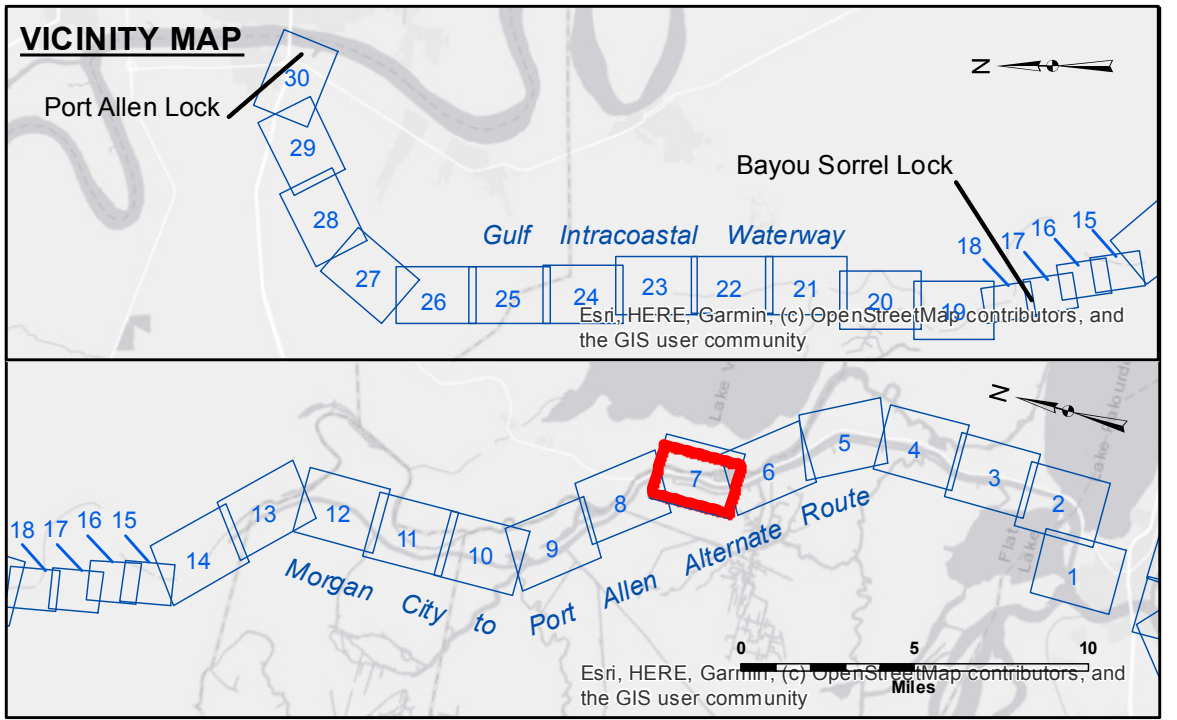 VICINITY MAP
N
30
Port Allen Lock
29
Bayou Sorrel Lock
28
Gulf Intracoastal Waterway
18 17 16 15
27
26 25 24 23 22 21 20 19
Esri, HERE, Garmin, (c) OpenStreetMap contributors, and
the GIS user community
N
18 17 16 15
14 13 12 11 10 9 8 7 6 5 4 3 2 1
Morgan City to Port Allen Alternate Route
Flat
Lake
Lake
0 5 10
Miles
Esri, HERE, Garmin, (c) OpenStreetMap contributors, and
the GIS user community